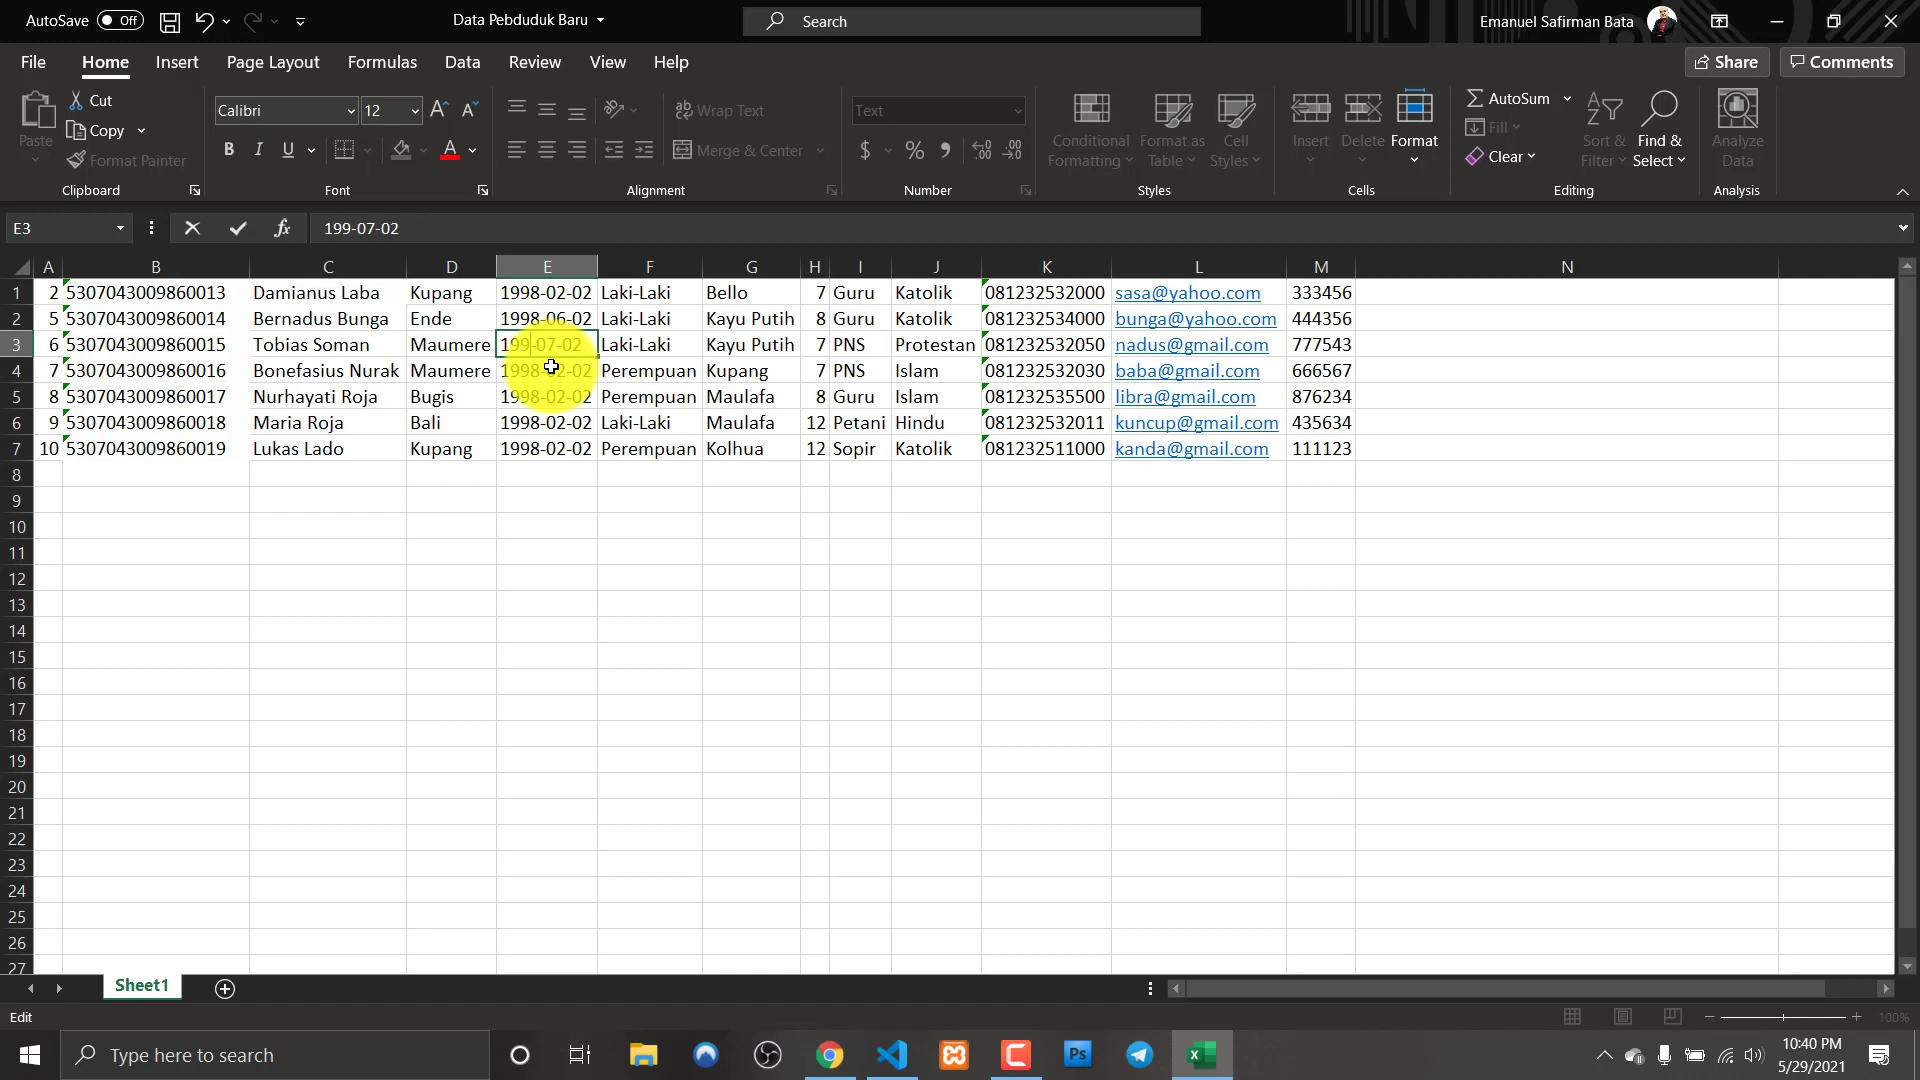 AutoSave Off Data Pebduduk Baru Search Emanuel Safirman Bata
File Home Insert Page Layout Formulas Data Review View Help Share Comments
Cut Calibri 12 Wrap Text Text AutoSum
Paste Copy Conditional Formatting Format as Table Cell Styles Insert Delete Format Fill Sort & Filter Find & Select Analyze Data
Format Painter B I U A Merge & Center $ % 9 Clear
Clipboard Font Alignment Number Styles Cells Editing Analysis
E3 fx 199-07-02
A B C D E F G H I J K L M N
1 2 5307043009860013 Damianus Laba Kupang 1998-02-02 Laki-Laki Bello 7 Guru Katolik 081232532000 sasa@yahoo.com 333456
2 5 5307043009860014 Bernadus Bunga Ende 1998-06-02 Laki-Laki Kayu Putih 8 Guru Katolik 081232534000 bunga@yahoo.com 444356
3 6 5307043009860015 Tobias Soman Maumere 199-07-02 Laki-Laki Kayu Putih 7 PNS Protestan 081232532050 nadus@gmail.com 777543
4 7 5307043009860016 Bonefasius Nurak Maumere 1998-02-02 Perempuan Kupang 7 PNS Islam 081232532030 baba@gmail.com 666567
5 8 5307043009860017 Nurhayati Roja Bugis 1998-02-02 Perempuan Maulafa 8 Guru Islam 081232535500 libra@gmail.com 876234
6 9 5307043009860018 Maria Roja Bali 1998-02-02 Laki-Laki Maulafa 12 Petani Hindu 081232532011 kuncup@gmail.com 435634
7 10 5307043009860019 Lukas Lado Kupang 1998-02-02 Perempuan Kolhua 12 Sopir Katolik 081232511000 kanda@gmail.com 111123
8
9
10
11
12
13
14
15
16
17
18
19
20
21
22
23
24
25
26
27
Sheet1
Edit 100%
Type here to search Ps 10:40 PM
5/29/2021